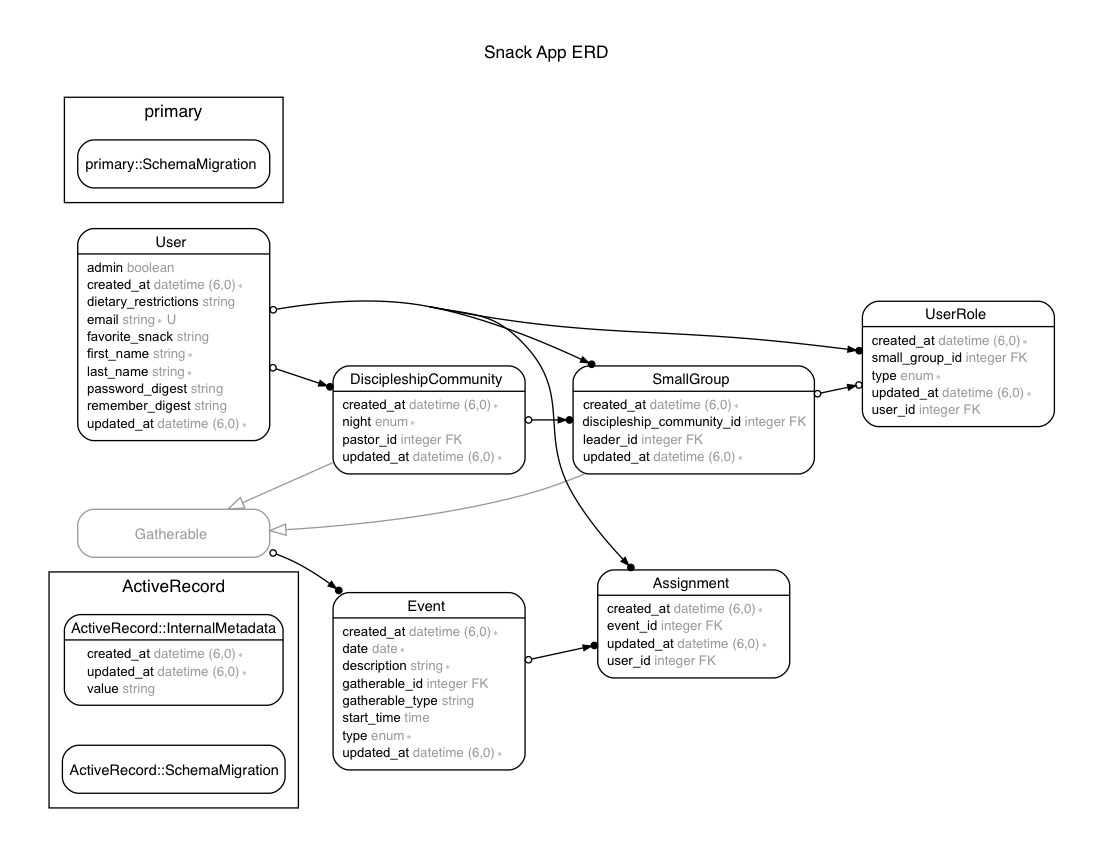 Snack App ERD
primary
primary::SchemaMigration
User
admin boolean
created_at datetime (6,0) ∗
dietary_restrictions string
email string ∗ U
favorite_snack string
first_name string ∗
last_name string ∗
password_digest string
remember_digest string
updated_at datetime (6,0) ∗
DiscipleshipCommunity
created_at datetime (6,0) ∗
night enum ∗
pastor_id integer FK
updated_at datetime (6,0) ∗
SmallGroup
created_at datetime (6,0) ∗
discipleship_community_id integer FK
leader_id integer FK
updated_at datetime (6,0) ∗
UserRole
created_at datetime (6,0) ∗
small_group_id integer FK
type enum ∗
updated_at datetime (6,0) ∗
user_id integer FK
Gatherable
ActiveRecord
ActiveRecord::InternalMetadata
created_at datetime (6,0) ∗
updated_at datetime (6,0) ∗
value string
ActiveRecord::SchemaMigration
Event
created_at datetime (6,0) ∗
date date ∗
description string ∗
gatherable_id integer FK
gatherable_type string
start_time time
type enum ∗
updated_at datetime (6,0) ∗
Assignment
created_at datetime (6,0) ∗
event_id integer FK
updated_at datetime (6,0) ∗
user_id integer FK